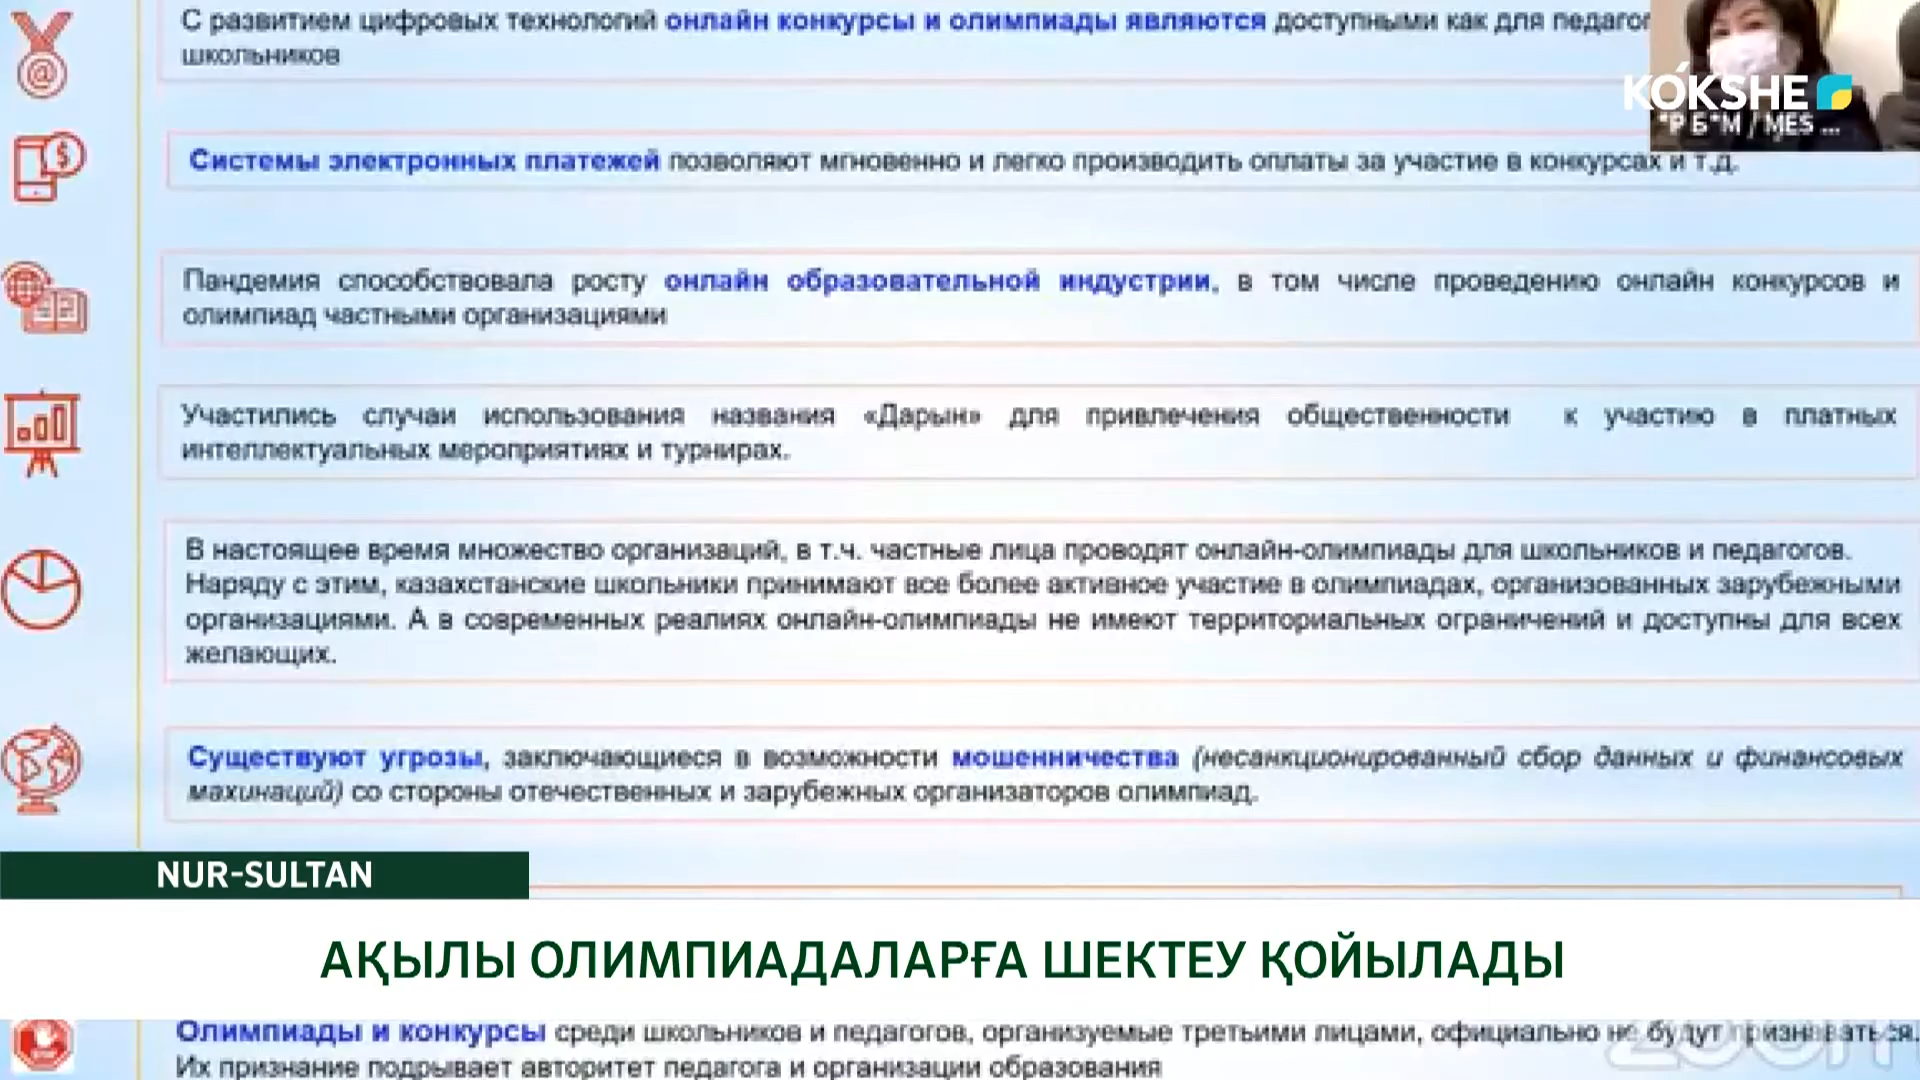 С развитием цифровых технологий онлайн конкурсы и олимпиады являются доступными как для
школьников
KÓKSHE
*Р Б*М / MES ...
Системы электронных платежей позволяют мгновенно и легко производить оплаты за участие в конкурсах и т.д.
Пандемия способствовала росту онлайн образовательной индустрии, в том числе проведению онлайн конкурсов и
олимпиад частными организациями
Участились случаи использования названия «Дарын» для привлечения общественности к участию в платных
интеллектуальных мероприятиях и турнирах.
В настоящее время множество организаций, в т.ч. частные лица проводят онлайн-олимпиады для школьников и педагогов.
Наряду с этим, казахстанские школьники принимают все более активное участие в олимпиадах, организованных зарубежными
организациями. А в современных реалиях онлайн-олимпиады не имеют территориальных ограничений и доступны для всех
желающих.
Существуют угрозы, заключающиеся в возможности мошенничества (несанкционированный сбор данных и финансовых
махинаций) со стороны отечественных и зарубежных организаторов олимпиад.
NUR-SULTAN
АҚЫЛЫ ОЛИМПИАДАЛАРҒА ШЕКТЕУ ҚОЙЫЛАДЫ
Олимпиады и конкурсы среди школьников и педагогов, организуемые третьими лицами, официально не будут признаваться.
Их признание подрывает авторитет педагога и организации образования
zoom